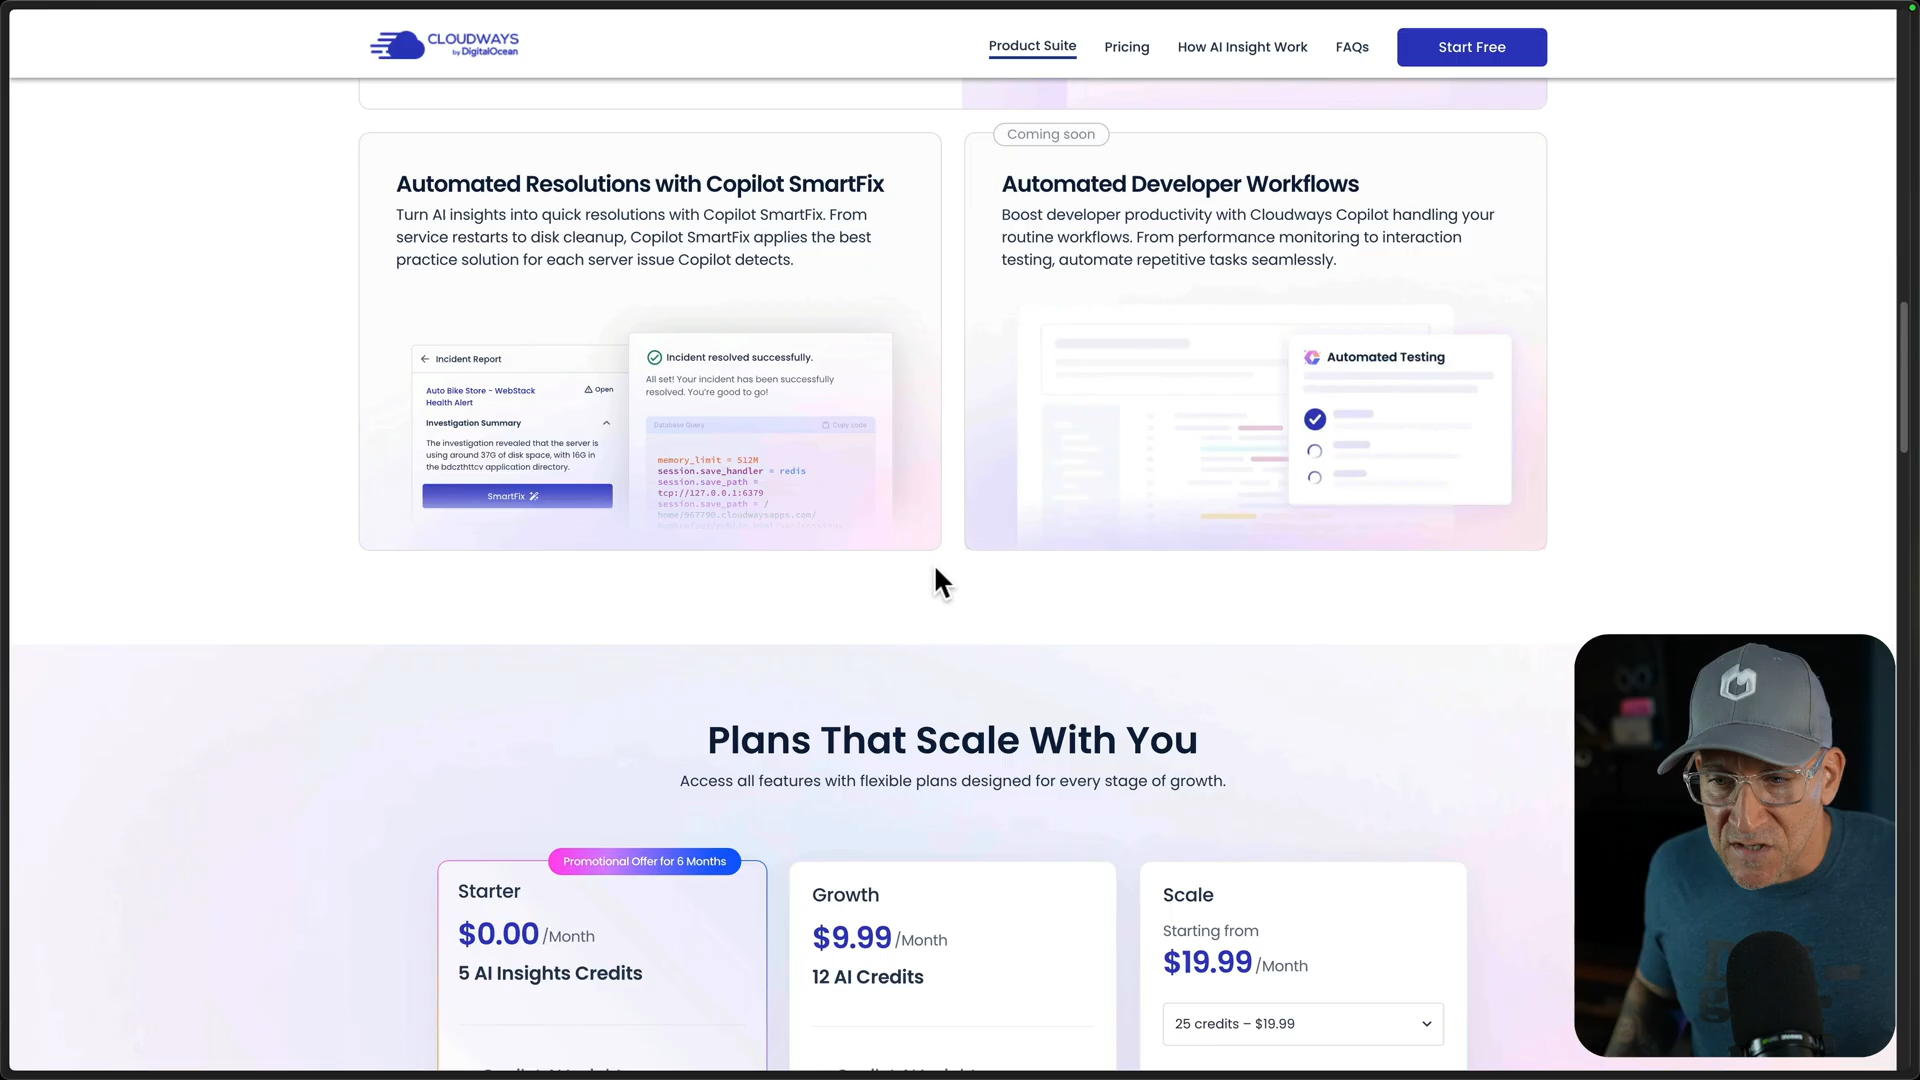 CLOUDWAYS
by DigitalOcean
Product Suite
Pricing
How AI Insight Work
FAQs
Start Free
Coming soon
Automated Resolutions with Copilot SmartFix
Turn AI insights into quick resolutions with Copilot SmartFix. From
service restarts to disk cleanup, Copilot SmartFix applies the best
practice solution for each server issue Copilot detects.
Incident Report
Auto Bike Store - WebStack
Health Alert
Open
Investigation Summary
The investigation revealed that the server is
using around 37G of disk space, with 16G in
the bdczthttcv application directory.
SmartFix
Incident resolved successfully.
All set! Your incident has been successfully
resolved. You're good to go!
Database Query
Copy code
memory_limit = 512M
session.save_handler = redis
session.save_path =
tcp://127.0.0.1:6379
session.save_path = /
home/967790.cloudwaysapps.com/
Automated Developer Workflows
Boost developer productivity with Cloudways Copilot handling your
routine workflows. From performance monitoring to interaction
testing, automate repetitive tasks seamlessly.
Automated Testing
Plans That Scale With You
Access all features with flexible plans designed for every stage of growth.
Promotional Offer for 6 Months
Starter
$0.00 /Month
5 AI Insights Credits
Growth
$9.99 /Month
12 AI Credits
Scale
Starting from
$19.99 /Month
25 credits – $19.99